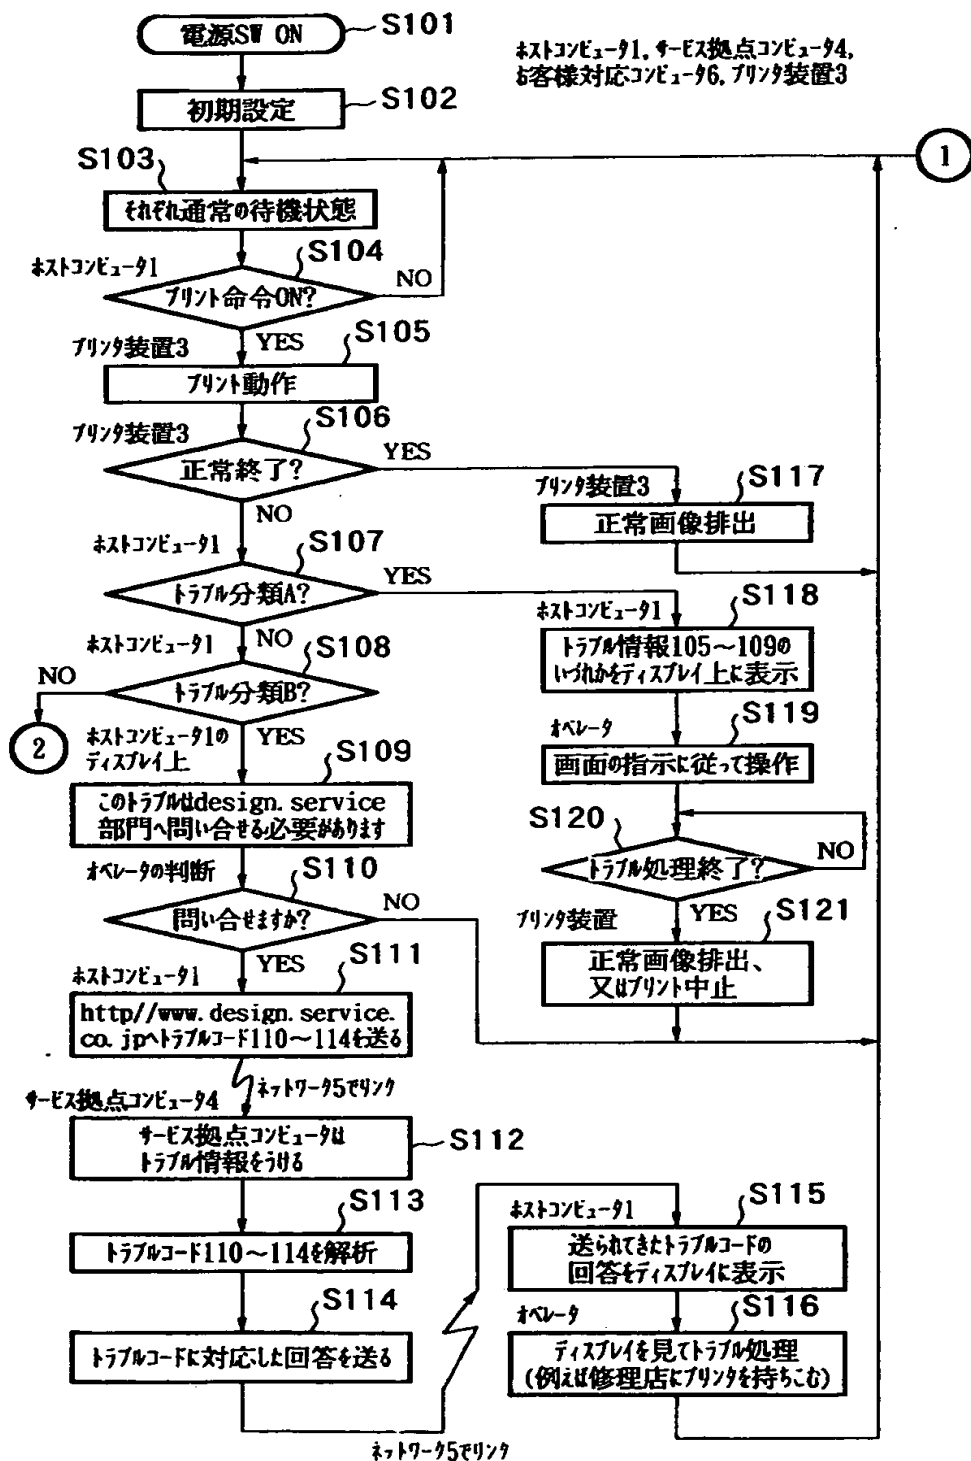 電源SW ON
S101
ホストコンピュータ1, サービス拠点コンピュータ4,
お客様対応コンピュータ6, プリンタ装置3
初期設定
S102
1
S103
それぞれ通常の待機状態
ホストコンピュータ1
S104
プリント命令ON?
NO
YES
プリンタ装置3
S105
プリント動作
プリンタ装置3
S106
正常終了?
YES
NO
プリンタ装置3
S117
正常画像排出
ホストコンピュータ1
S107
トラブル分類A?
YES
NO
ホストコンピュータ1
S118
トラブル情報105～109の
いづれかをディスプレイ上に表示
ホストコンピュータ1
S108
トラブル分類B?
NO
2
YES
オペレータ
S119
画面の指示に従って操作
ホストコンピュータ1の
ディスプレイ上
S109
このトラブルはdesign.service
部門へ問い合せる必要があります
S120
トラブル処理終了?
NO
YES
オペレータの判断
S110
問い合せますか?
NO
YES
プリンタ装置
S121
正常画像排出、
又はプリント中止
ホストコンピュータ1
S111
http//www.design.service.
co.jpへトラブルコード110～114を送る
ネットワーク5でリンク
サービス拠点コンピュータ4
サービス拠点コンピュータは
トラブル情報をうける
S112
S113
トラブルコード110～114を解析
S114
トラブルコードに対応した回答を送る
ネットワーク5でリンク
ホストコンピュータ1
S115
送られてきたトラブルコードの
回答をディスプレイに表示
オペレータ
S116
ディスプレイを見てトラブル処理
(例えば修理店にプリンタを持ちこむ)